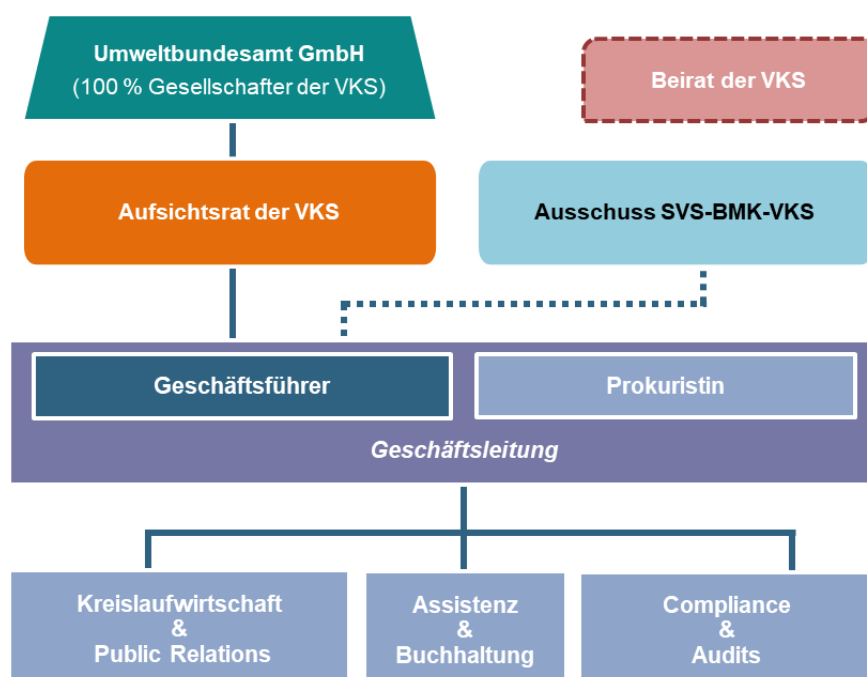 Umweltbundesamt GmbH
(100 % Gesellschafter der VKS)
Beirat der VKS
Aufsichtsrat der VKS
Ausschuss SVS-BMK-VKS
Geschäftsführer
Prokuristin
Geschäftsleitung
Kreislaufwirtschaft
&
Public Relations
Assistenz
&
Buchhaltung
Compliance
&
Audits